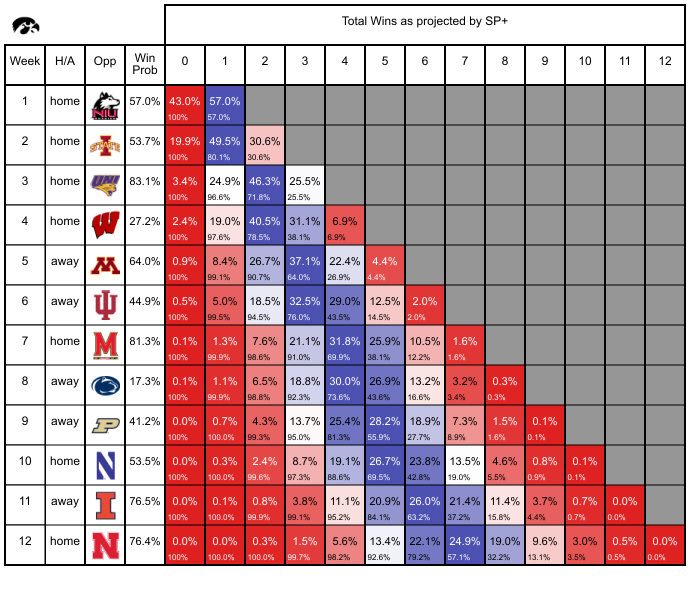 Total Wins as projected by SP+
Week H/A Opp Win Prob 0 1 2 3 4 5 6 7 8 9 10 11 12
1 home NIU HUSKIES 57.0% 43.0% 57.0%
100% 57.0%
2 home I STATE 53.7% 19.9% 49.5% 30.6%
100% 80.1% 30.6%
3 home UNI 83.1% 3.4% 24.9% 46.3% 25.5%
100% 96.6% 71.8% 25.5%
4 home W 27.2% 2.4% 19.0% 40.5% 31.1% 6.9%
100% 97.6% 78.5% 38.1% 6.9%
5 away M 64.0% 0.9% 8.4% 26.7% 37.1% 22.4% 4.4%
100% 99.1% 90.7% 64.0% 26.9% 4.4%
6 away IU 44.9% 0.5% 5.0% 18.5% 32.5% 29.0% 12.5% 2.0%
100% 99.5% 94.5% 76.0% 43.5% 14.5% 2.0%
7 home M 81.3% 0.1% 1.3% 7.6% 21.1% 31.8% 25.9% 10.5% 1.6%
100% 99.9% 98.6% 91.0% 69.9% 38.1% 12.2% 1.6%
8 away 17.3% 0.1% 1.1% 6.5% 18.8% 30.0% 26.9% 13.2% 3.2% 0.3%
100% 99.9% 98.8% 92.3% 73.6% 43.6% 16.6% 3.4% 0.3%
9 away P 41.2% 0.0% 0.7% 4.3% 13.7% 25.4% 28.2% 18.9% 7.3% 1.5% 0.1%
100% 100.0% 99.3% 95.0% 81.3% 55.9% 27.7% 8.9% 1.6% 0.1%
10 home N 53.5% 0.0% 0.3% 2.4% 8.7% 19.1% 26.7% 23.8% 13.5% 4.6% 0.8% 0.1%
100% 100.0% 99.6% 97.3% 88.6% 69.5% 42.8% 19.0% 5.5% 0.9% 0.1%
11 away I 76.5% 0.0% 0.1% 0.8% 3.8% 11.1% 20.9% 26.0% 21.4% 11.4% 3.7% 0.7% 0.0%
100% 100.0% 99.9% 99.1% 95.2% 84.1% 63.2% 37.2% 15.8% 4.4% 0.7% 0.0%
12 home N 76.4% 0.0% 0.0% 0.3% 1.5% 5.6% 13.4% 22.1% 24.9% 19.0% 9.6% 3.0% 0.5% 0.0%
100% 100.0% 100.0% 99.7% 98.2% 92.6% 79.2% 57.1% 32.2% 13.1% 3.5% 0.5% 0.0%